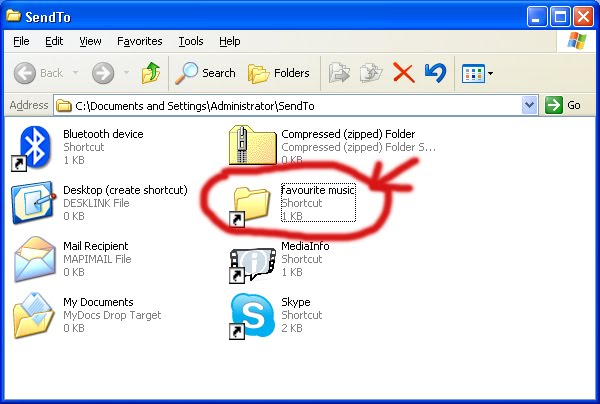 SendTo
File Edit View Favorites Tools Help
Back Search Folders
Address C:\Documents and Settings\Administrator\SendTo Go
Bluetooth device
Shortcut
1 KB
Compressed (zipped) Folder
Compressed (zipped) Folder S...
0 KB
Desktop (create shortcut)
DESKLINK File
0 KB
favourite music
Shortcut
1 KB
Mail Recipient
MAPIMAIL File
0 KB
MediaInfo
Shortcut
1 KB
My Documents
MyDocs Drop Target
0 KB
Skype
Shortcut
2 KB